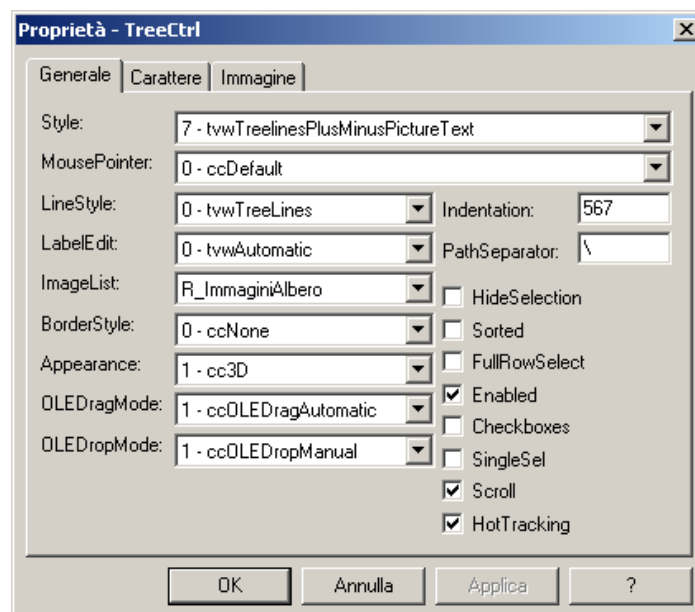 Proprietà - TreeCtrl
Generale Carattere Immagine
Style: 7 - tvwTreelinesPlusMinusPictureText
MousePointer: 0 - ccDefault
LineStyle: 0 - tvwTreeLines Indentation: 567
LabelEdit: 0 - tvwAutomatic PathSeparator: \
ImageList: R_ImmaginiAlbero HideSelection
BorderStyle: 0 - ccNone Sorted
Appearance: 1 - cc3D FullRowSelect
OLEDragMode: 1 - ccOLEDragAutomatic Enabled
Checkboxes
OLEDropMode: 1 - ccOLEDropManual SingleSel
Scroll
HotTracking
OK Annulla Applica ?